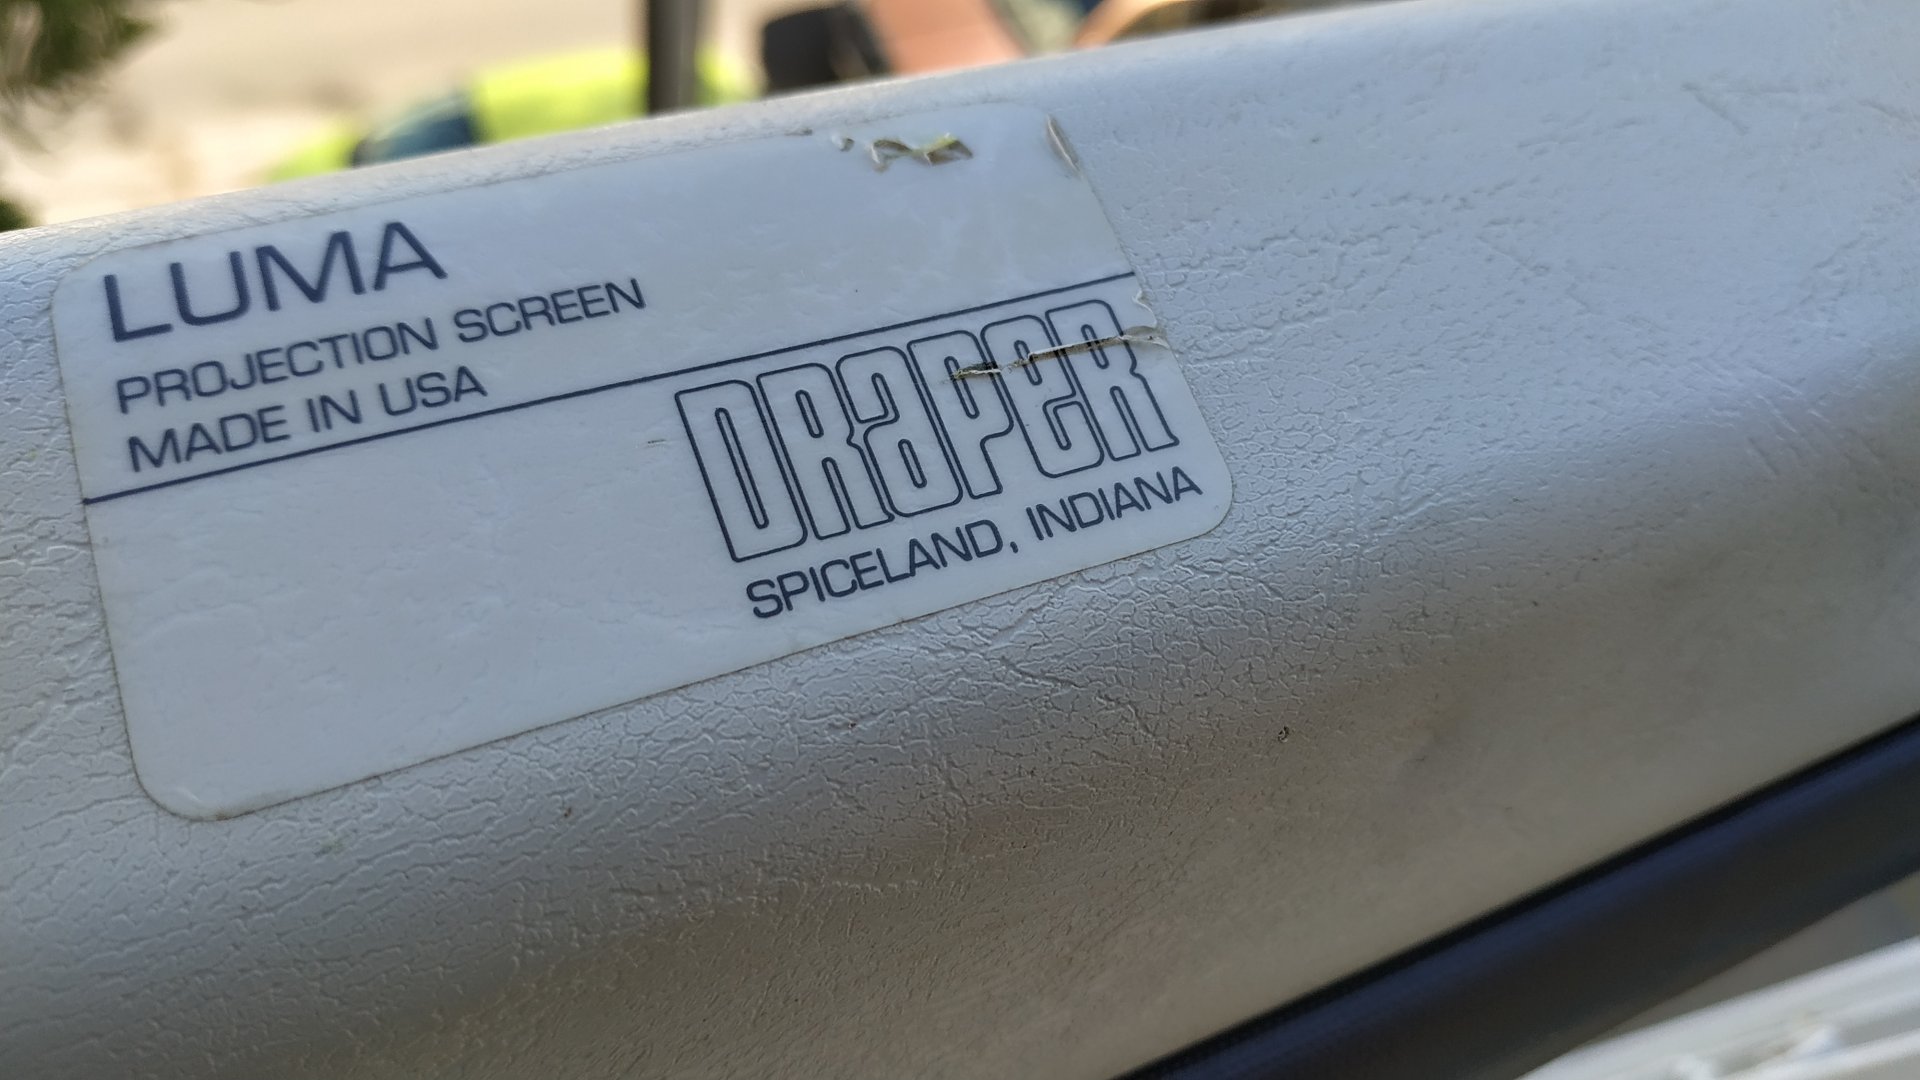 LUMA
PROJECTION SCREEN
MADE IN USA
DRAPER
SPICELAND, INDIANA